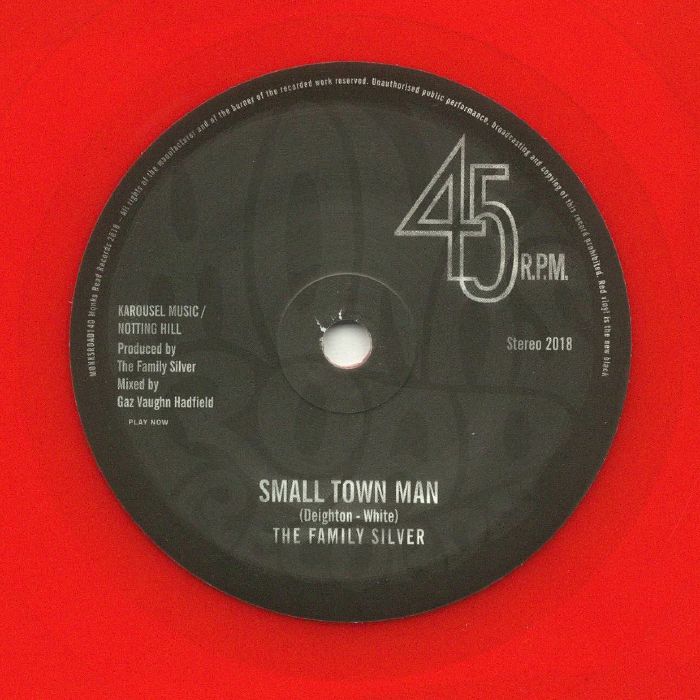 MONKSROAD14D Monks Road Records 2018 - All rights of the manufacturer and of the owner of the recorded work reserved. Unauthorised public performance, broadcasting and copying of this record prohibited. Red vinyl is the new black
45
R.P.M.
KAROUSEL MUSIC /
NOTTING HILL
Produced by
The Family Silver
Mixed by
Gaz Vaughn Hadfield
PLAY NOW
Stereo 2018
SMALL TOWN MAN
(Deighton - White)
THE FAMILY SILVER
MONKS
ROAD